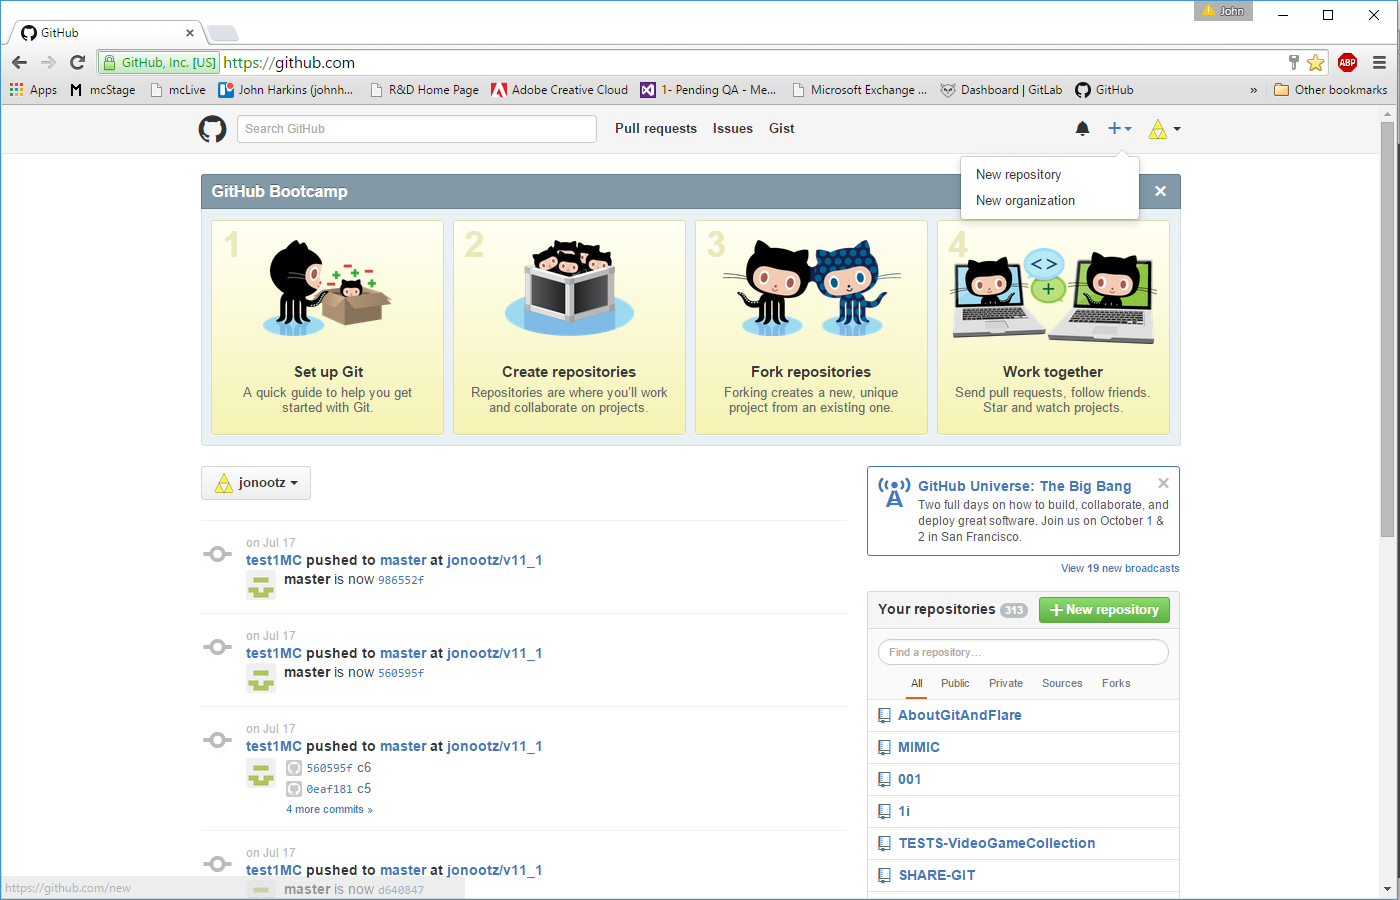 John
GitHub
GitHub, Inc. [US] https://github.com
ABP
Apps mcStage mcLive John Harkins (johnh... R&D Home Page Adobe Creative Cloud 1- Pending QA - Me... Microsoft Exchange ... Dashboard | GitLab GitHub » Other bookmarks
Search GitHub Pull requests Issues Gist
New repository
New organization
GitHub Bootcamp
1
2
3
4
Set up Git
A quick guide to help you get
started with Git.
Create repositories
Repositories are where you'll work
and collaborate on projects.
Fork repositories
Forking creates a new, unique
project from an existing one.
Work together
Send pull requests, follow friends.
Star and watch projects.
jonootz
on Jul 17
test1MC pushed to master at jonootz/v11_1
master is now 986552f
on Jul 17
test1MC pushed to master at jonootz/v11_1
master is now 560595f
on Jul 17
test1MC pushed to master at jonootz/v11_1
560595f c6
0eaf181 c5
4 more commits »
on Jul 17
test1MC pushed to master at jonootz/v11_1
master is now d640847
GitHub Universe: The Big Bang
Two full days on how to build, collaborate, and
deploy great software. Join us on October 1 &
2 in San Francisco.
View 19 new broadcasts
Your repositories 313 New repository
Find a repository...
All Public Private Sources Forks
AboutGitAndFlare
MIMIC
001
1i
TESTS-VideoGameCollection
SHARE-GIT
https://github.com/new